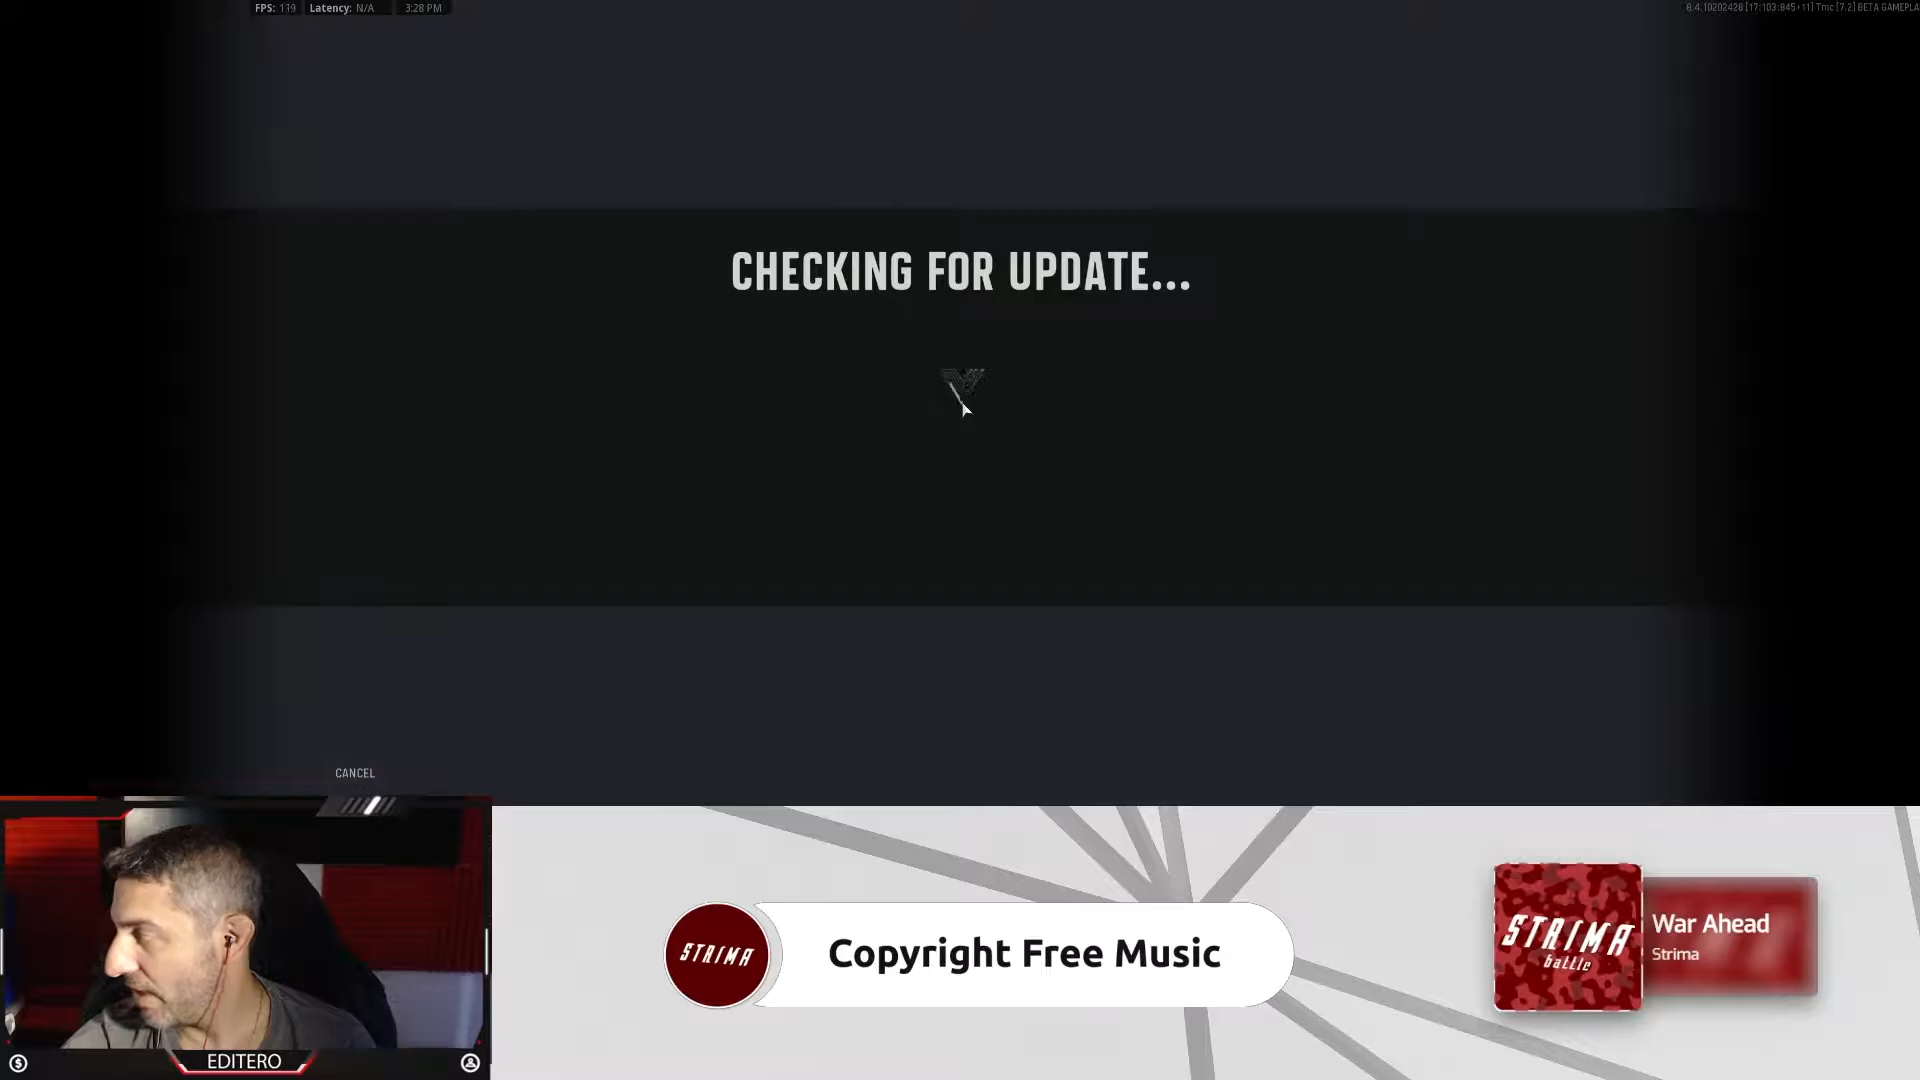 FPS: 139 Latency: N/A 3:28 PM
CHECKING FOR UPDATE...
CANCEL
EDITERO
STRIMA
Copyright Free Music
STRIMA
battle
War Ahead
Strima